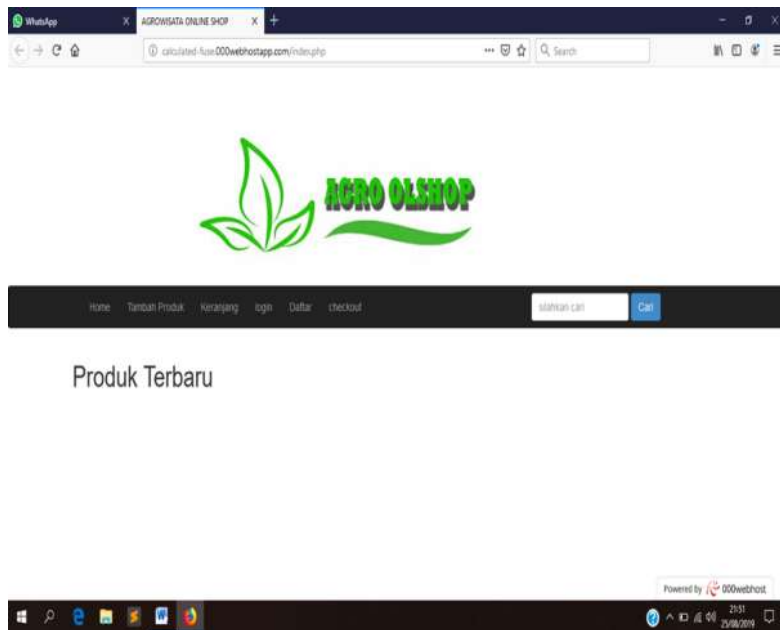 WhatsApp
AGROWISATA ONLINE SHOP
calculated-fuse.000webhostapp.com/index.php
Search
AGRO OLSHOP
Home Tambah Produk Keranjang login Daftar checkout
silahkan cari
Cari
Produk Terbaru
Powered by 000webhost
21:51
25/08/2019